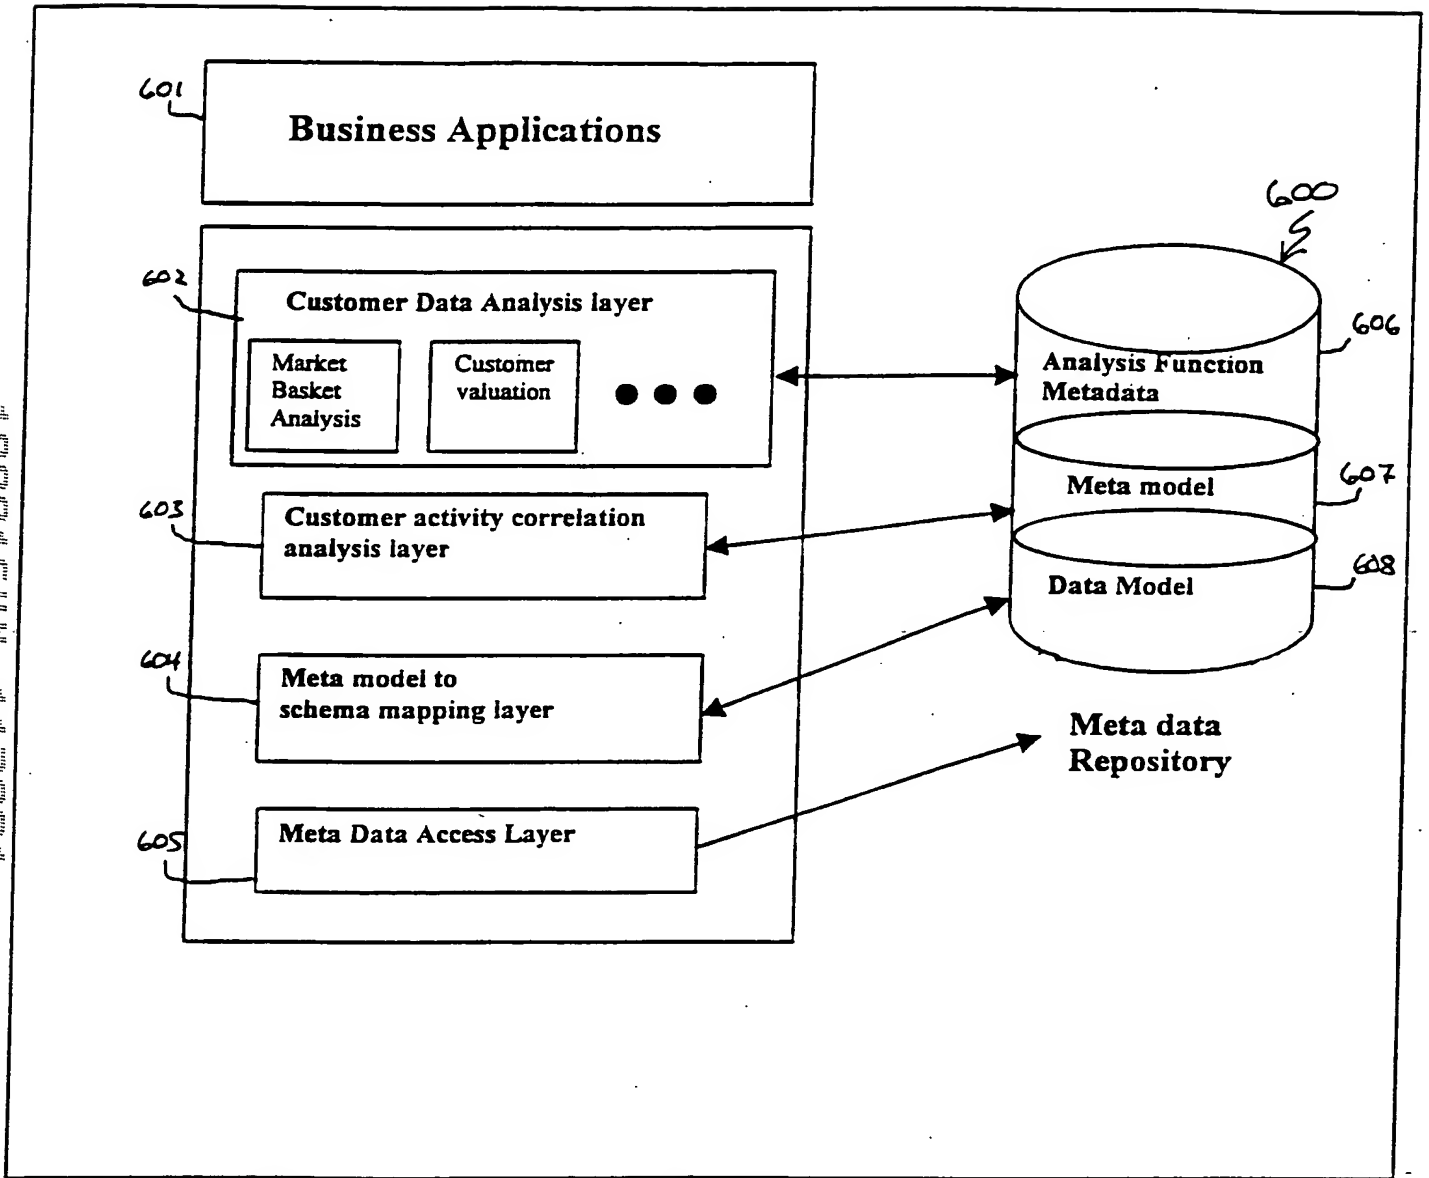 601
Business Applications
600
602
Customer Data Analysis layer
Market
Basket
Analysis
Customer
valuation
606
Analysis Function
Metadata
603
Customer activity correlation
analysis layer
607
Meta model
608
Data Model
604
Meta model to
schema mapping layer
Meta data
Repository
605
Meta Data Access Layer